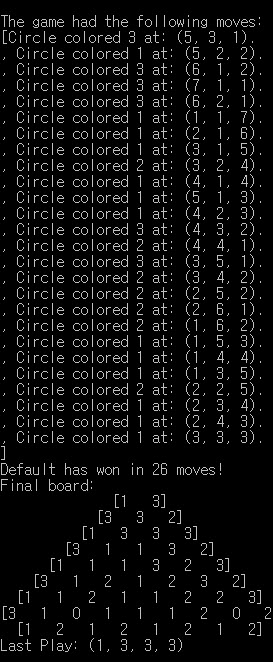 The game had the following moves:
[Circle colored 3 at: (5, 3, 1).
, Circle colored 1 at: (5, 2, 2).
, Circle colored 3 at: (6, 1, 2).
, Circle colored 3 at: (7, 1, 1).
, Circle colored 3 at: (6, 2, 1).
, Circle colored 1 at: (1, 1, 7).
, Circle colored 1 at: (2, 1, 6).
, Circle colored 1 at: (3, 1, 5).
, Circle colored 2 at: (3, 2, 4).
, Circle colored 1 at: (4, 1, 4).
, Circle colored 1 at: (5, 1, 3).
, Circle colored 1 at: (4, 2, 3).
, Circle colored 3 at: (4, 3, 2).
, Circle colored 2 at: (4, 4, 1).
, Circle colored 3 at: (3, 5, 1).
, Circle colored 2 at: (3, 4, 2).
, Circle colored 2 at: (2, 5, 2).
, Circle colored 2 at: (2, 6, 1).
, Circle colored 2 at: (1, 6, 2).
, Circle colored 1 at: (1, 5, 3).
, Circle colored 1 at: (1, 4, 4).
, Circle colored 1 at: (1, 3, 5).
, Circle colored 2 at: (2, 2, 5).
, Circle colored 1 at: (2, 3, 4).
, Circle colored 1 at: (2, 4, 3).
, Circle colored 3 at: (3, 3, 3).
]
Default has won in 26 moves!
Final board:
[1 3]
[3 3 2]
[1 3 3 3]
[3 1 1 3 2]
[1 1 1 3 2 3]
[3 1 2 1 2 3 2]
[1 1 2 1 1 2 2 3]
[3 1 0 1 1 1 2 0 2
[1 2 1 2 1 2 1 2]
Last Play: (1, 3, 3, 3)